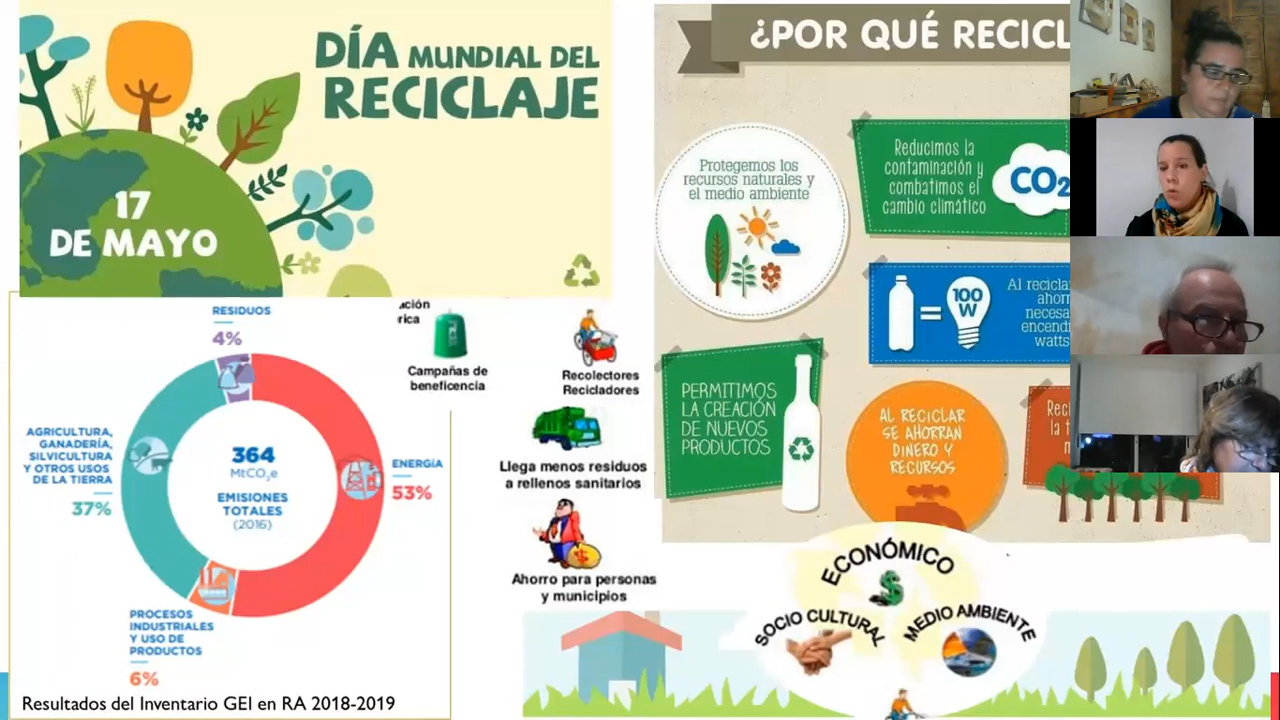 DÍA MUNDIAL DEL
RECICLAJE
17
DE MAYO
RESIDUOS
4%
AGRICULTURA,
GANADERÍA,
SILVICULTURA
Y OTROS USOS
DE LA TIERRA
37%
364
MtCO₂e
EMISIONES
TOTALES
(2016)
ENERGÍA
53%
PROCESOS
INDUSTRIALES
Y USO DE
PRODUCTOS
6%
Resultados del Inventario GEI en RA 2018-2019
Campañas de
beneficencia
Recolectores
Recicladores
Llega menos residuos
a rellenos sanitarios
Ahorro para personas
y municipios
¿POR QUÉ
Protegemos los
recursos naturales y
el medio ambiente
Reducimos la
contaminación y
combatimos el
cambio climático
CO2
=
100
W
Al
PERMITIMOS
LA CREACIÓN
DE NUEVOS
PRODUCTOS
AL RECICLAR
SE AHORRAN
DINERO Y
RECURSOS
la
ECONÓMICO
$
SOCIO CULTURAL
MEDIO AMBIENTE